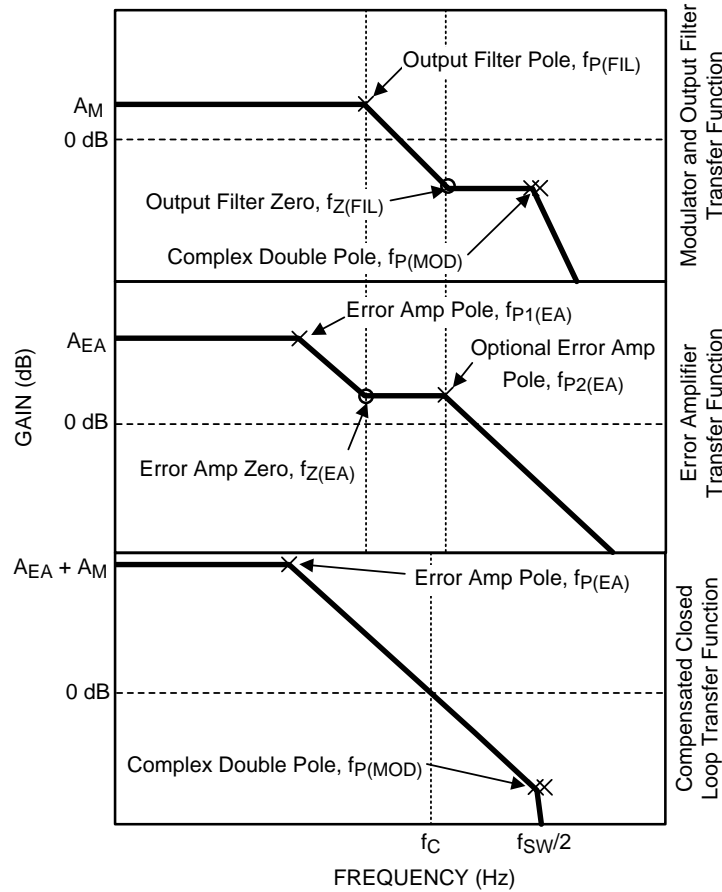 Output Filter Pole, fP(FIL)
AM
0 dB
Output Filter Zero, fZ(FIL)
Complex Double Pole, fP(MOD)
Modulator and Output Filter
Transfer Function
Error Amp Pole, fP1(EA)
AEA
Optional Error Amp
Pole, fP2(EA)
0 dB
Error Amp Zero, fZ(EA)
Error Amplifier
Transfer Function
GAIN (dB)
AEA + AM
Error Amp Pole, fP(EA)
0 dB
Complex Double Pole, fP(MOD)
Compensated Closed
Loop Transfer Function
fC
fSW/2
FREQUENCY (Hz)